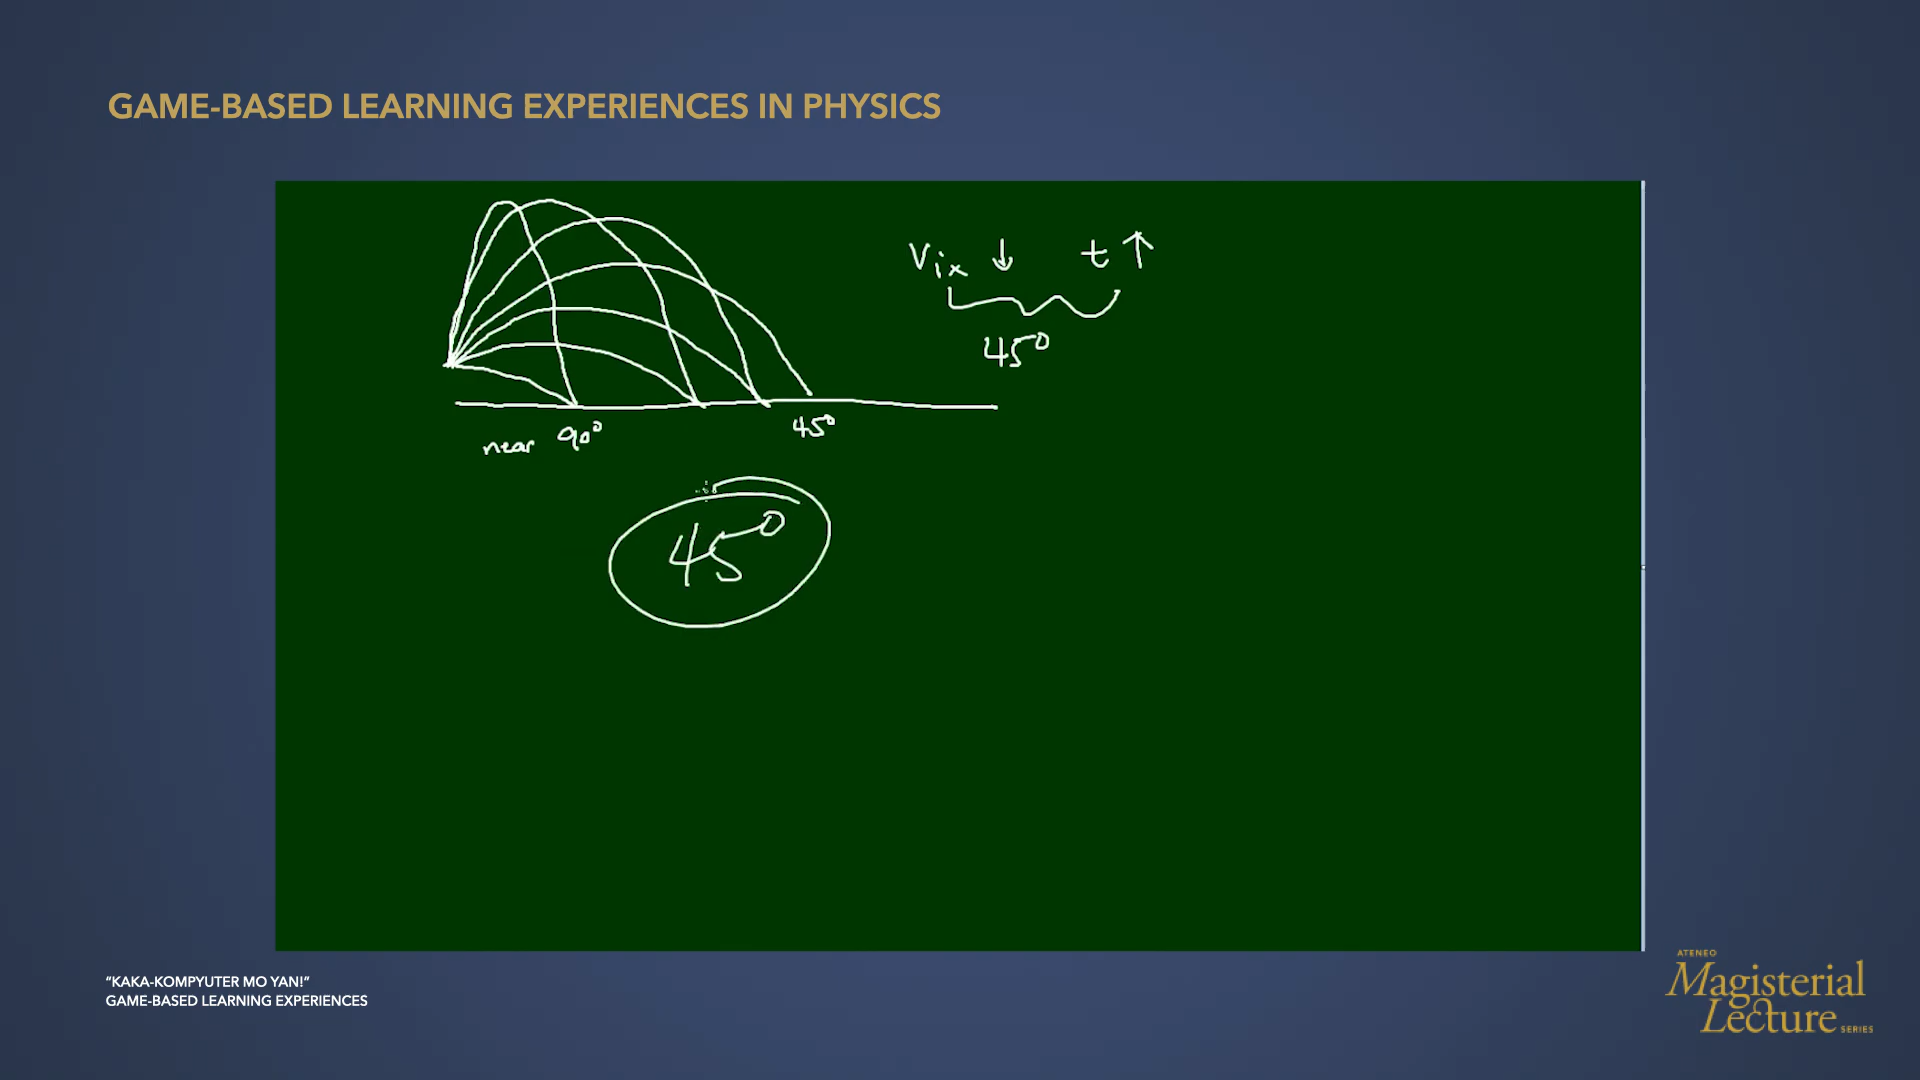 GAME-BASED LEARNING EXPERIENCES IN PHYSICS
Vix ↓ t ↑
45°
near 90°
45°
45°
"KAKA-KOMPYUTER MO YAN!"
GAME-BASED LEARNING EXPERIENCES
ATENEO
Magisterial
Lecture SERIES